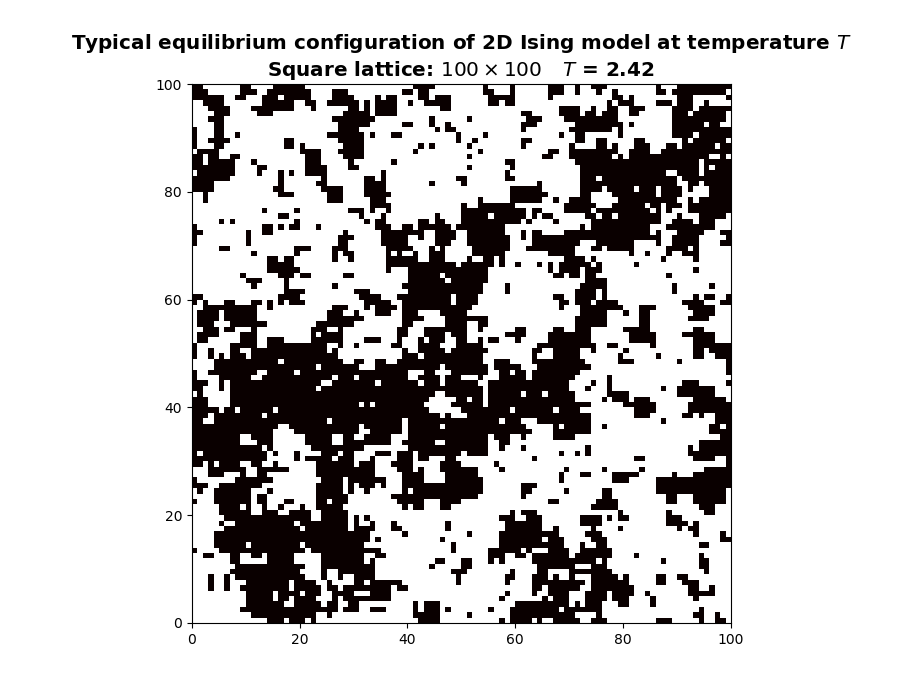 Typical equilibrium configuration of 2D Ising model at temperature T
Square lattice: 100 × 100 T = 2.42
100
80
60
40
20
0
0 20 40 60 80 100